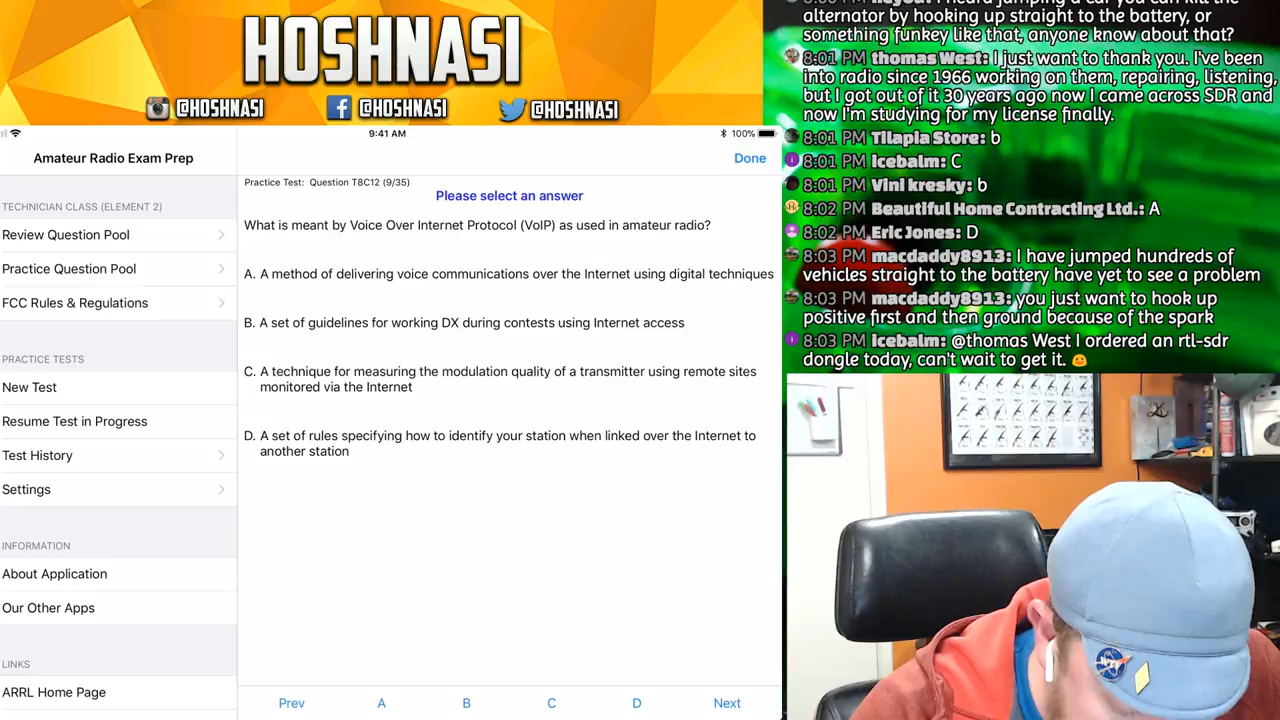 HOSHNASI
@HOSHNASI
@HOSHNASI
@HOSHNASI
9:41 AM
100%
Amateur Radio Exam Prep
Done
TECHNICIAN CLASS (ELEMENT 2)
Review Question Pool
Practice Question Pool
FCC Rules & Regulations
PRACTICE TESTS
New Test
Resume Test in Progress
Test History
Settings
INFORMATION
About Application
Our Other Apps
LINKS
ARRL Home Page
Practice Test: Question T8C12 (9/35)
Please select an answer
What is meant by Voice Over Internet Protocol (VoIP) as used in amateur radio?
A. A method of delivering voice communications over the Internet using digital techniques
B. A set of guidelines for working DX during contests using Internet access
C. A technique for measuring the modulation quality of a transmitter using remote sites
monitored via the Internet
D. A set of rules specifying how to identify your station when linked over the Internet to
another station
Prev
A
B
C
D
Next
I heard jumping a car you can kill the
alternator by hooking up straight to the battery, or
something funkey like that, anyone know about that?
8:01 PM thomas West: I just want to thank you. I've been
into radio since 1966 working on them, repairing, listening,
but I got out of it 30 years ago now I came across SDR and
now I'm studying for my license finally.
8:01 PM Tilapia Store: b
8:01 PM icebalm: C
8:01 PM Vini kresky: b
8:02 PM Beautiful Home Contracting Ltd.: A
8:02 PM Eric Jones: D
8:03 PM macdaddy8913: I have jumped hundreds of
vehicles straight to the battery have yet to see a problem
8:03 PM macdaddy8913: you just want to hook up
positive first and then ground because of the spark
8:03 PM icebalm: @thomas West I ordered an rtl-sdr
dongle today, can't wait to get it.